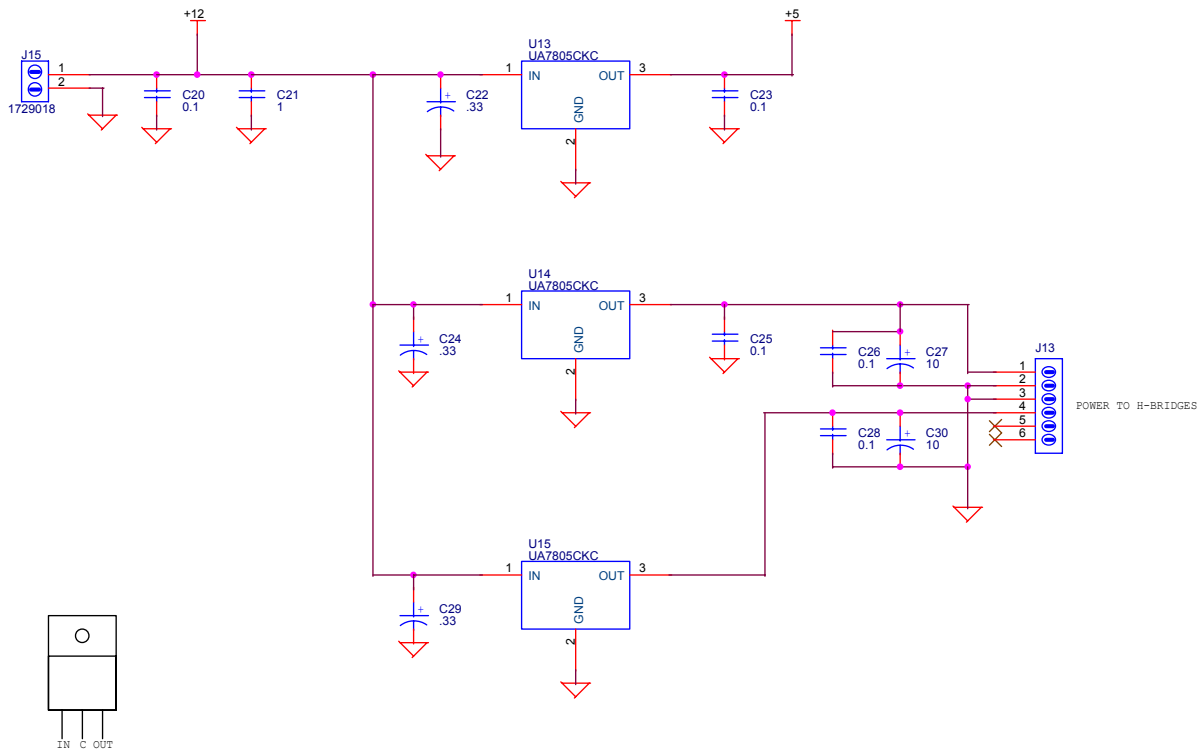 +12
+5
J15
1
2
1729018
C20
0.1
C21
1
C22
.33
+
U13
UA7805CKC
1
IN
OUT
3
GND
2
C23
0.1
U14
UA7805CKC
1
IN
OUT
3
GND
2
C24
.33
+
C25
0.1
C26
0.1
C27
10
+
J13
1
2
3
4
5
6
POWER TO H-BRIDGES
C28
0.1
C30
10
+
U15
UA7805CKC
1
IN
OUT
3
GND
2
C29
.33
+
IN C OUT